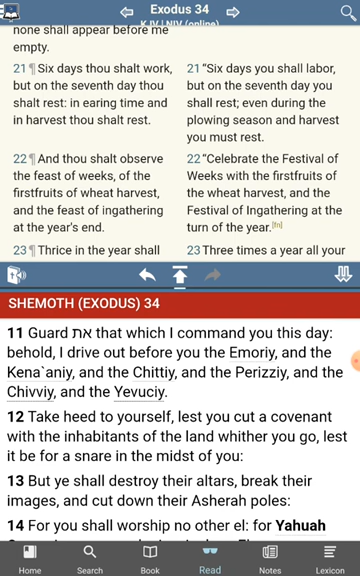 Exodus 34
KJV | NIV (online)
none shall appear before me
empty.
21 ¶ Six days thou shalt work,
but on the seventh day thou
shalt rest: in earing time and
in harvest thou shalt rest.
22 ¶ And thou shalt observe
the feast of weeks, of the
firstfruits of wheat harvest,
and the feast of ingathering
at the year's end.
23 ¶ Thrice in the year shall
21 “Six days you shall labor,
but on the seventh day you
shall rest; even during the
plowing season and harvest
you must rest.
22 “Celebrate the Festival of
Weeks with the firstfruits of
the wheat harvest, and the
Festival of Ingathering at the
turn of the year.[fn]
23 Three times a year all your
SHEMOTH (EXODUS) 34
11 Guard את that which I command you this day:
behold, I drive out before you the Emoriy, and the
Kena`aniy, and the Chittiy, and the Perizziy, and the
Chivviy, and the Yevuciy.
12 Take heed to yourself, lest you cut a covenant
with the inhabitants of the land whither you go, lest
it be for a snare in the midst of you:
13 But ye shall destroy their altars, break their
images, and cut down their Asherah poles:
14 For you shall worship no other el: for Yahuah
Home
Search
Book
Read
Notes
Lexicon